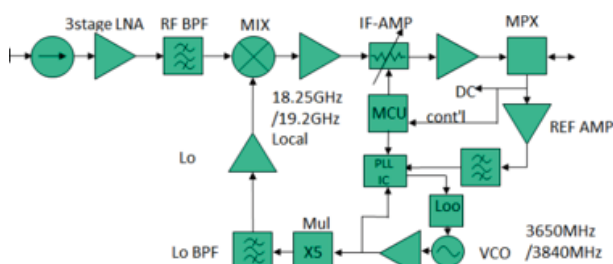 3stage LNA
RF BPF
MIX
IF-AMP
MPX
18.25GHz
/19.2GHz
Local
DC
MCU
cont'l
REF AMP
Lo
PLL
IC
Loo
Mul
3650MHz
/3840MHz
Lo BPF
X5
VCO